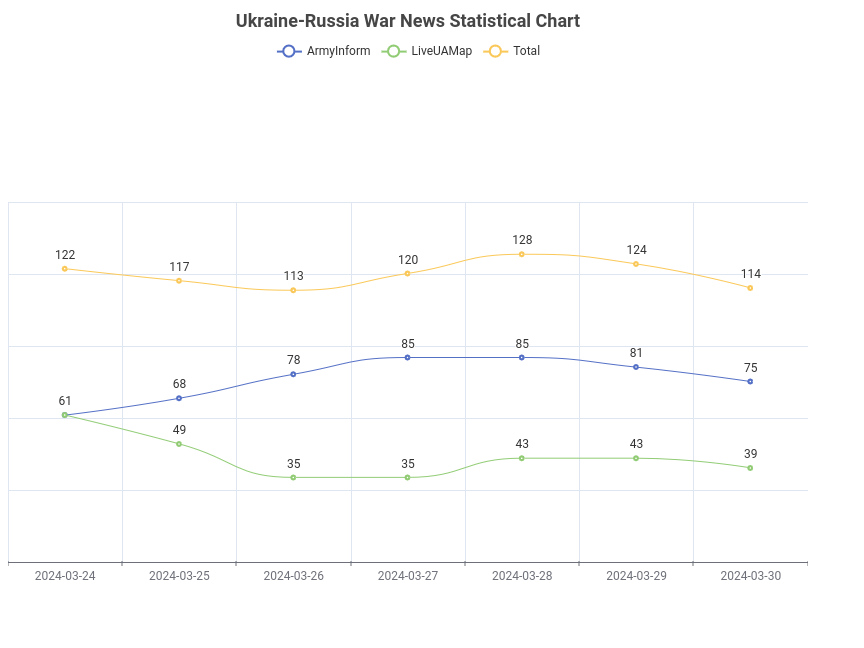 Ukraine-Russia War News Statistical Chart
ArmyInform LiveUAMap Total
122 117 113 120 128 124 114
61 68 78 85 85 81 75
49 35 35 43 43 39
2024-03-24 2024-03-25 2024-03-26 2024-03-27 2024-03-28 2024-03-29 2024-03-30